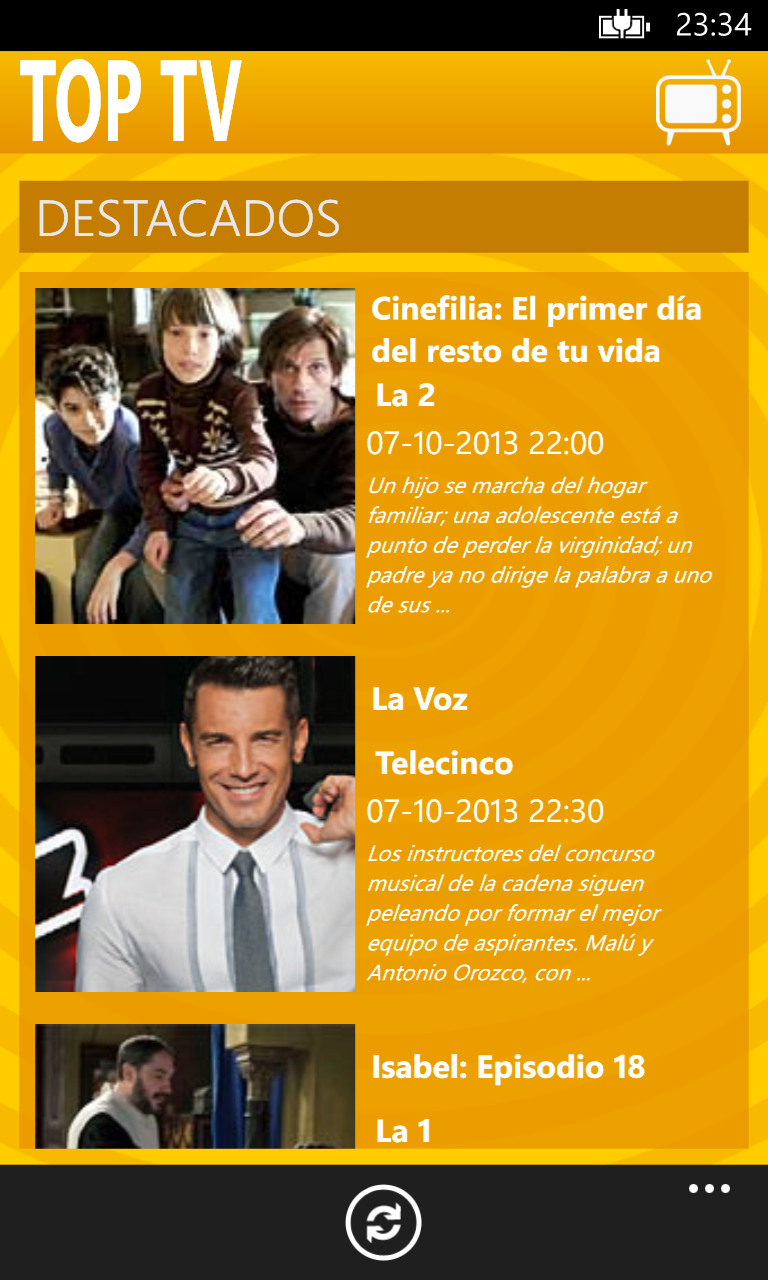 23:34
TOP TV
DESTACADOS
Cinefilia: El primer día
del resto de tu vida
La 2
07-10-2013 22:00
Un hijo se marcha del hogar
familiar; una adolescente está a
punto de perder la virginidad; un
padre ya no dirige la palabra a uno
de sus ...
La Voz
Telecinco
07-10-2013 22:30
Los instructores del concurso
musical de la cadena siguen
peleando por formar el mejor
equipo de aspirantes. Malú y
Antonio Orozco, con ...
Isabel: Episodio 18
La 1